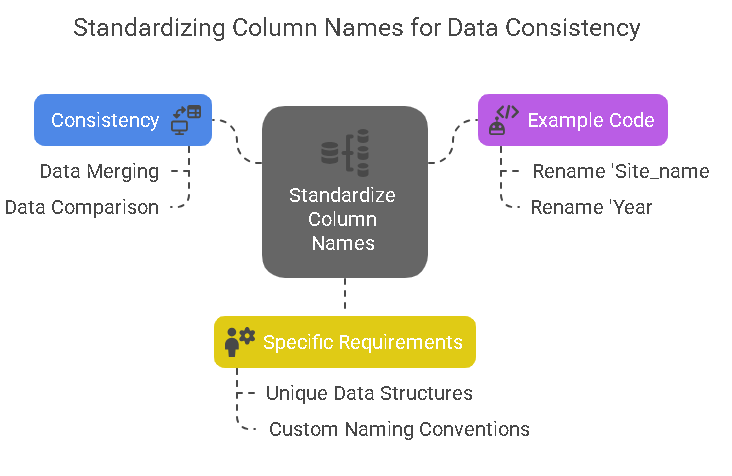 Standardizing Column Names for Data Consistency
Consistency
Data Merging
Data Comparison
Standardize
Column
Names
Example Code
Rename 'Site_name
Rename 'Year
Specific Requirements
Unique Data Structures
Custom Naming Conventions